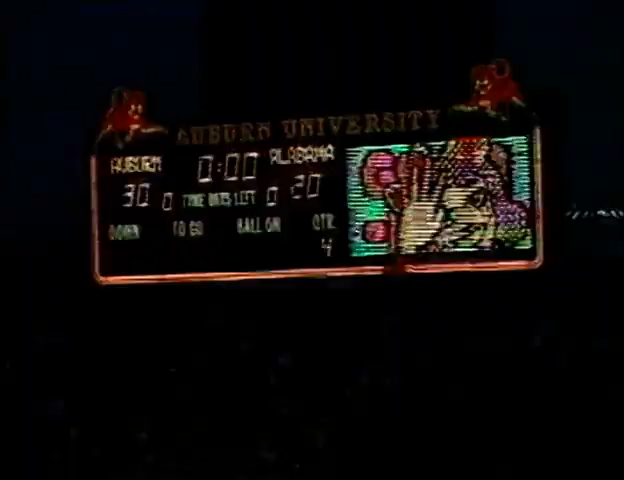 AUBURN UNIVERSITY
AUBURN 0:00 ALABAMA
30 0 TIME OUTS LEFT 0 20
DOWN TO GO BALL ON QTR
4